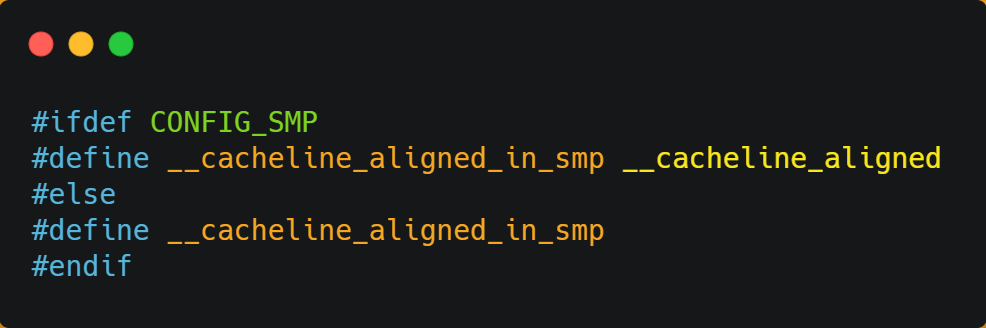 #ifdef CONFIG_SMP
#define __cacheline_aligned_in_smp __cacheline_aligned
#else
#define __cacheline_aligned_in_smp
#endif